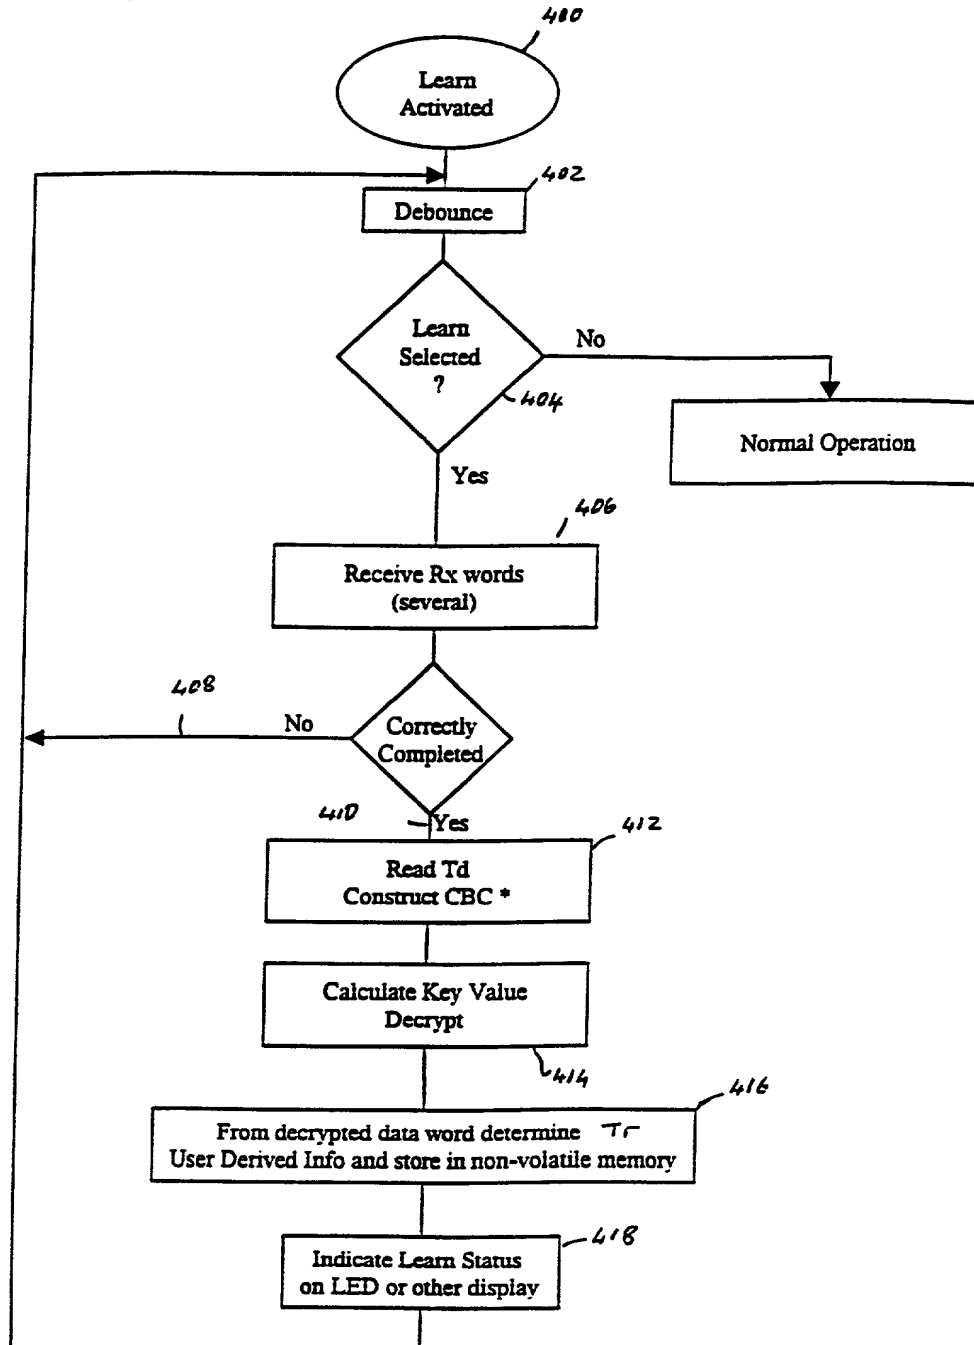 400
Learn
Activated
402
Debounce
Learn
Selected
?
No
404
Normal Operation
Yes
406
Receive Rx words
(several)
408
No
Correctly
Completed
410
Yes
412
Read Td
Construct CBC *
Calculate Key Value
Decrypt
414
416
From decrypted data word determine Tr
User Derived Info and store in non-volatile memory
418
Indicate Learn Status
on LED or other display